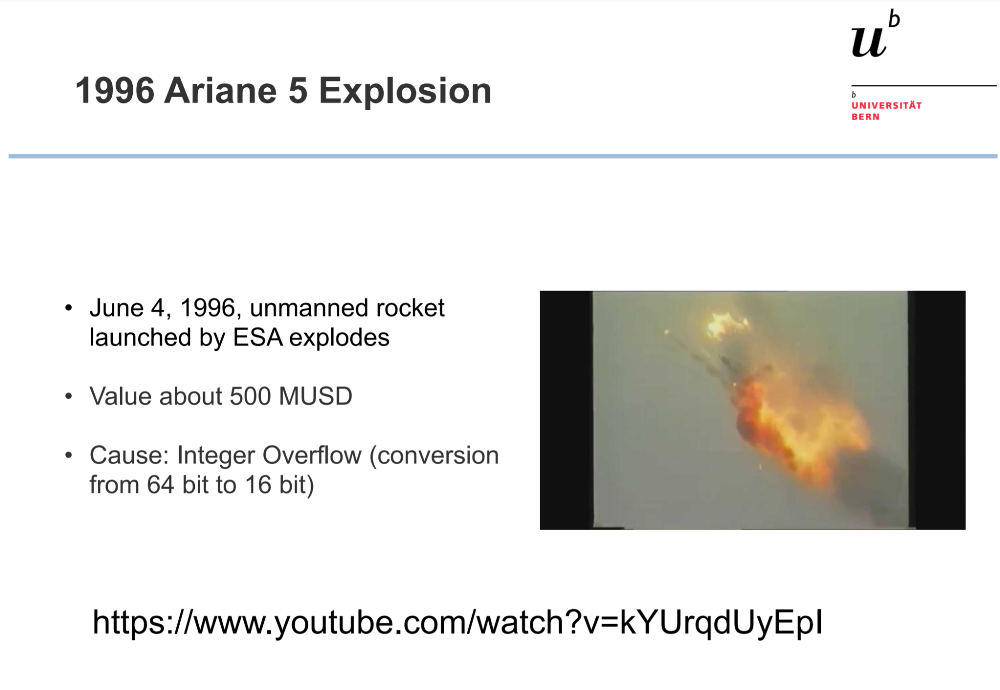 u b
1996 Ariane 5 Explosion
b
UNIVERSITÄT
BERN
• June 4, 1996, unmanned rocket
launched by ESA explodes
• Value about 500 MUSD
• Cause: Integer Overflow (conversion
from 64 bit to 16 bit)
https://www.youtube.com/watch?v=kYUrqdUyEpI